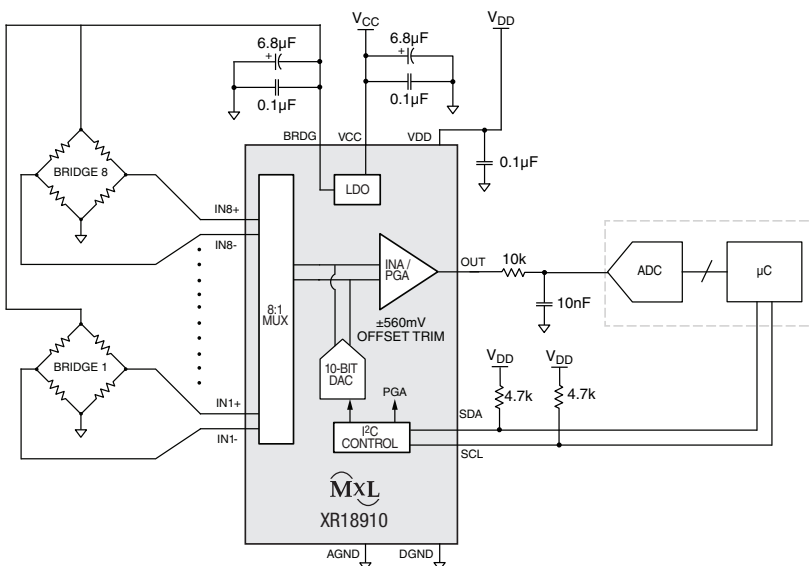 VCC
VDD
6.8µF
+
6.8µF
+
0.1µF
0.1µF
BRDG
VCC
VDD
0.1µF
BRIDGE 8
LDO
IN8+
IN8-
OUT
10k
INA /
PGA
ADC
µC
8:1
MUX
10nF
±560mV
OFFSET TRIM
BRIDGE 1
10-BIT
DAC
PGA
VDD
VDD
4.7k
4.7k
IN1+
IN1-
SDA
I²C
CONTROL
SCL
MXL
XR18910
AGND
DGND